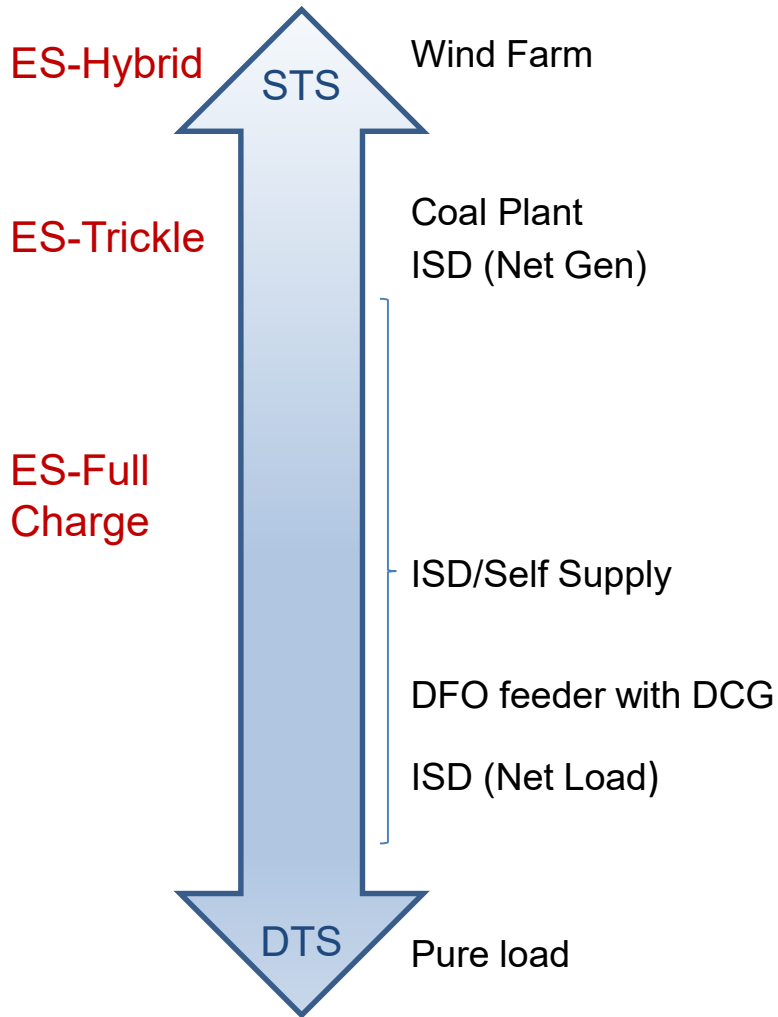 ES-Hybrid
STS
Wind Farm
ES-Trickle
Coal Plant
ISD (Net Gen)
ES-Full
Charge
ISD/Self Supply
DFO feeder with DCG
ISD (Net Load)
DTS
Pure load